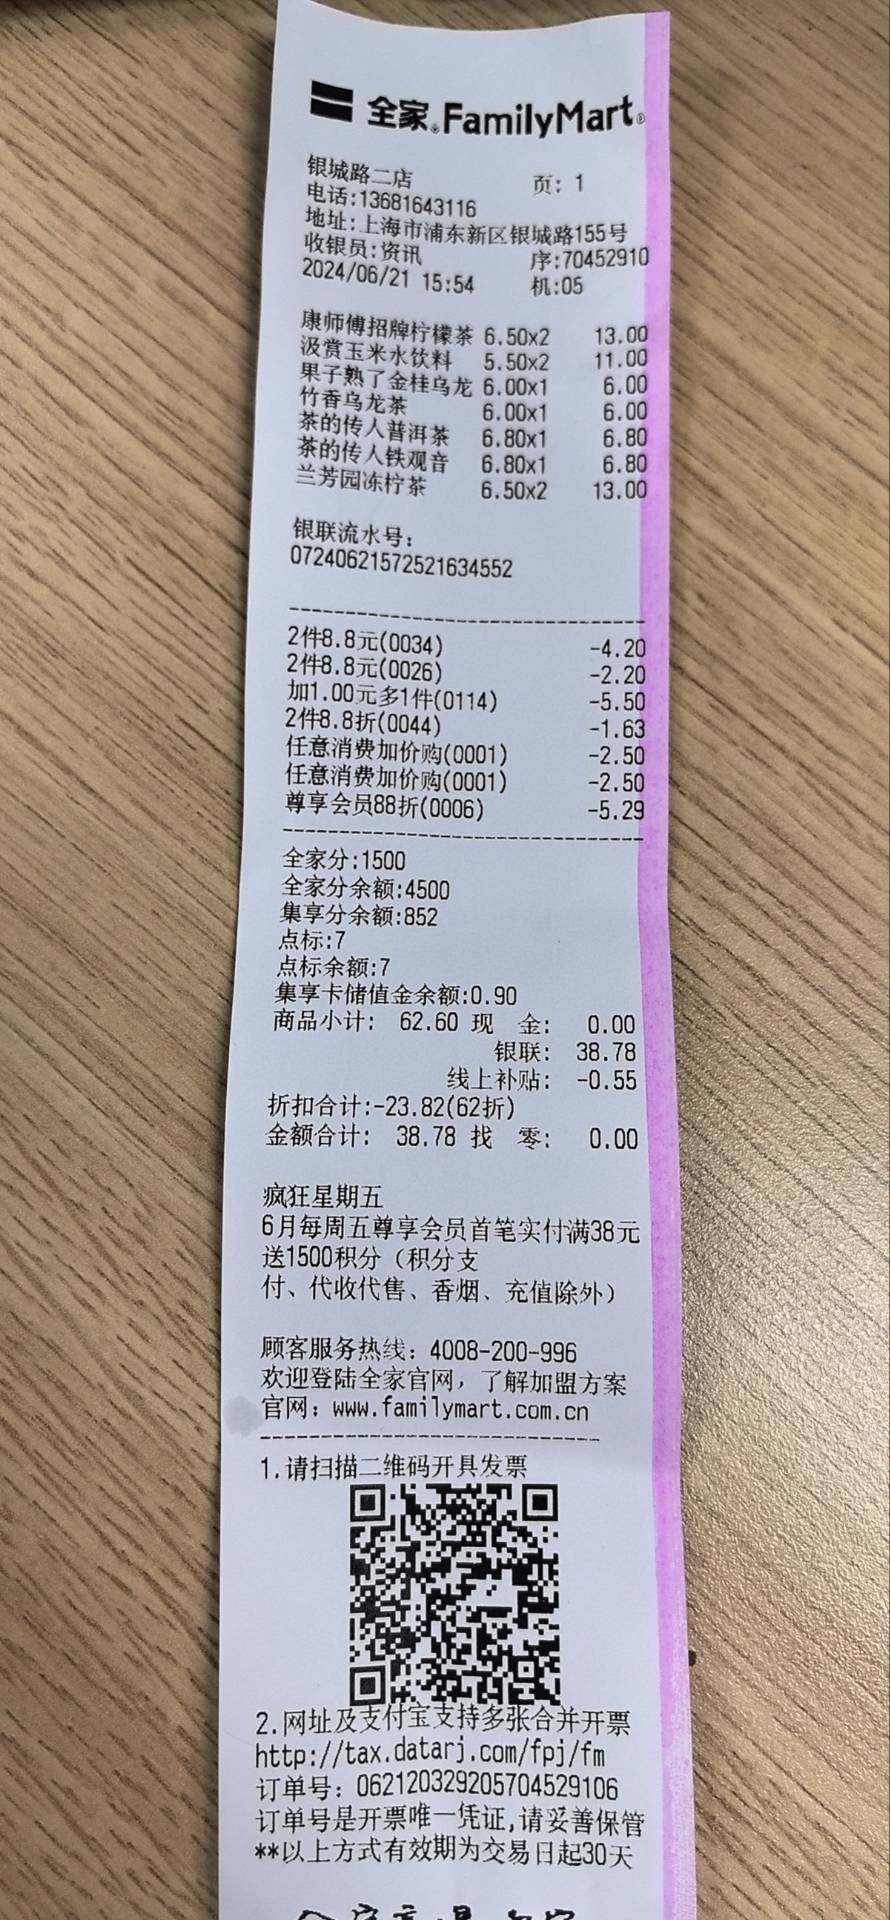 全家 FamilyMart
银城路二店 页: 1
电话:13681643116
地址:上海市浦东新区银城路155号
收银员:资讯 序:70452910
2024/06/21 15:54 机:05
康师傅招牌柠檬茶 6.50x2 13.00
汲赏玉米水饮料 5.50x2 11.00
果子熟了金桂乌龙 6.00x1 6.00
竹香乌龙茶 6.00x1 6.00
茶的传人普洱茶 6.80x1 6.80
茶的传人铁观音 6.80x1 6.80
兰芳园冻柠茶 6.50x2 13.00
银联流水号:
07240621572521634552
2件8.8元(0034) -4.20
2件8.8元(0026) -2.20
加1.00元多1件(0114) -5.50
2件8.8折(0044) -1.63
任意消费加价购(0001) -2.50
任意消费加价购(0001) -2.50
尊享会员88折(0006) -5.29
全家分:1500
全家分余额:4500
集享分余额:852
点标:7
点标余额:7
集享卡储值金余额:0.90
商品小计: 62.60 现 金: 0.00
银联: 38.78
线上补贴: -0.55
折扣合计:-23.82(62折)
金额合计: 38.78 找 零: 0.00
疯狂星期五
6月每周五尊享会员首笔实付满38元
送1500积分（积分支
付、代收代售、香烟、充值除外）
顾客服务热线: 4008-200-996
欢迎登陆全家官网，了解加盟方案
官网: www.familymart.com.cn
1.请扫描二维码开具发票
2.网址及支付宝支持多张合并开票
http://tax.datarj.com/fpj/fm
订单号: 062120329205704529106
订单号是开票唯一凭证,请妥善保管
**以上方式有效期为交易日起30天